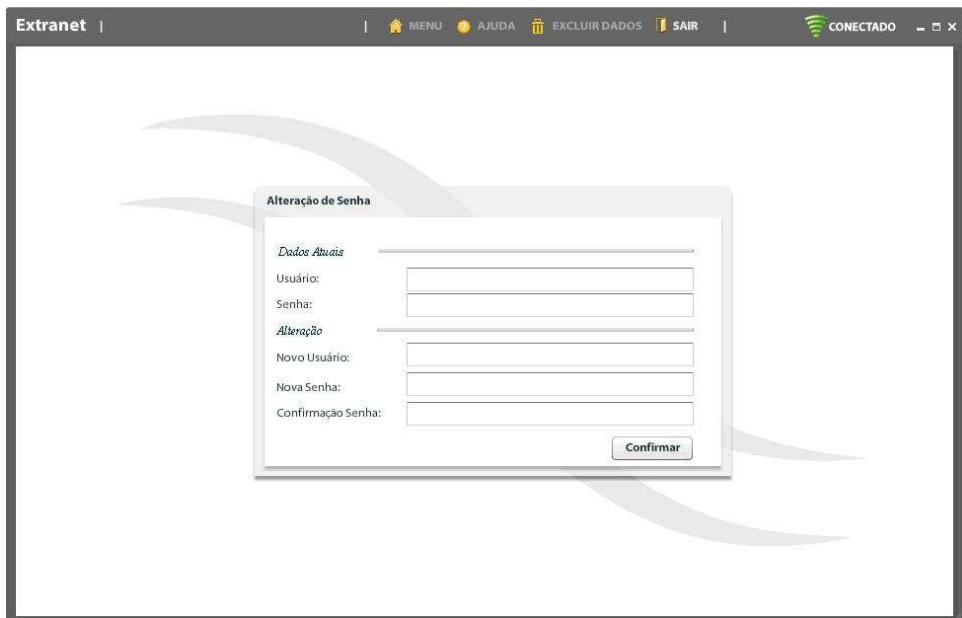 Extranet | | MENU AJUDA EXCLUIR DADOS SAIR | CONECTADO
Alteração de Senha
Dados Atuais
Usuário:
Senha:
Alteração
Novo Usuário:
Nova Senha:
Confirmação Senha:
Confirmar